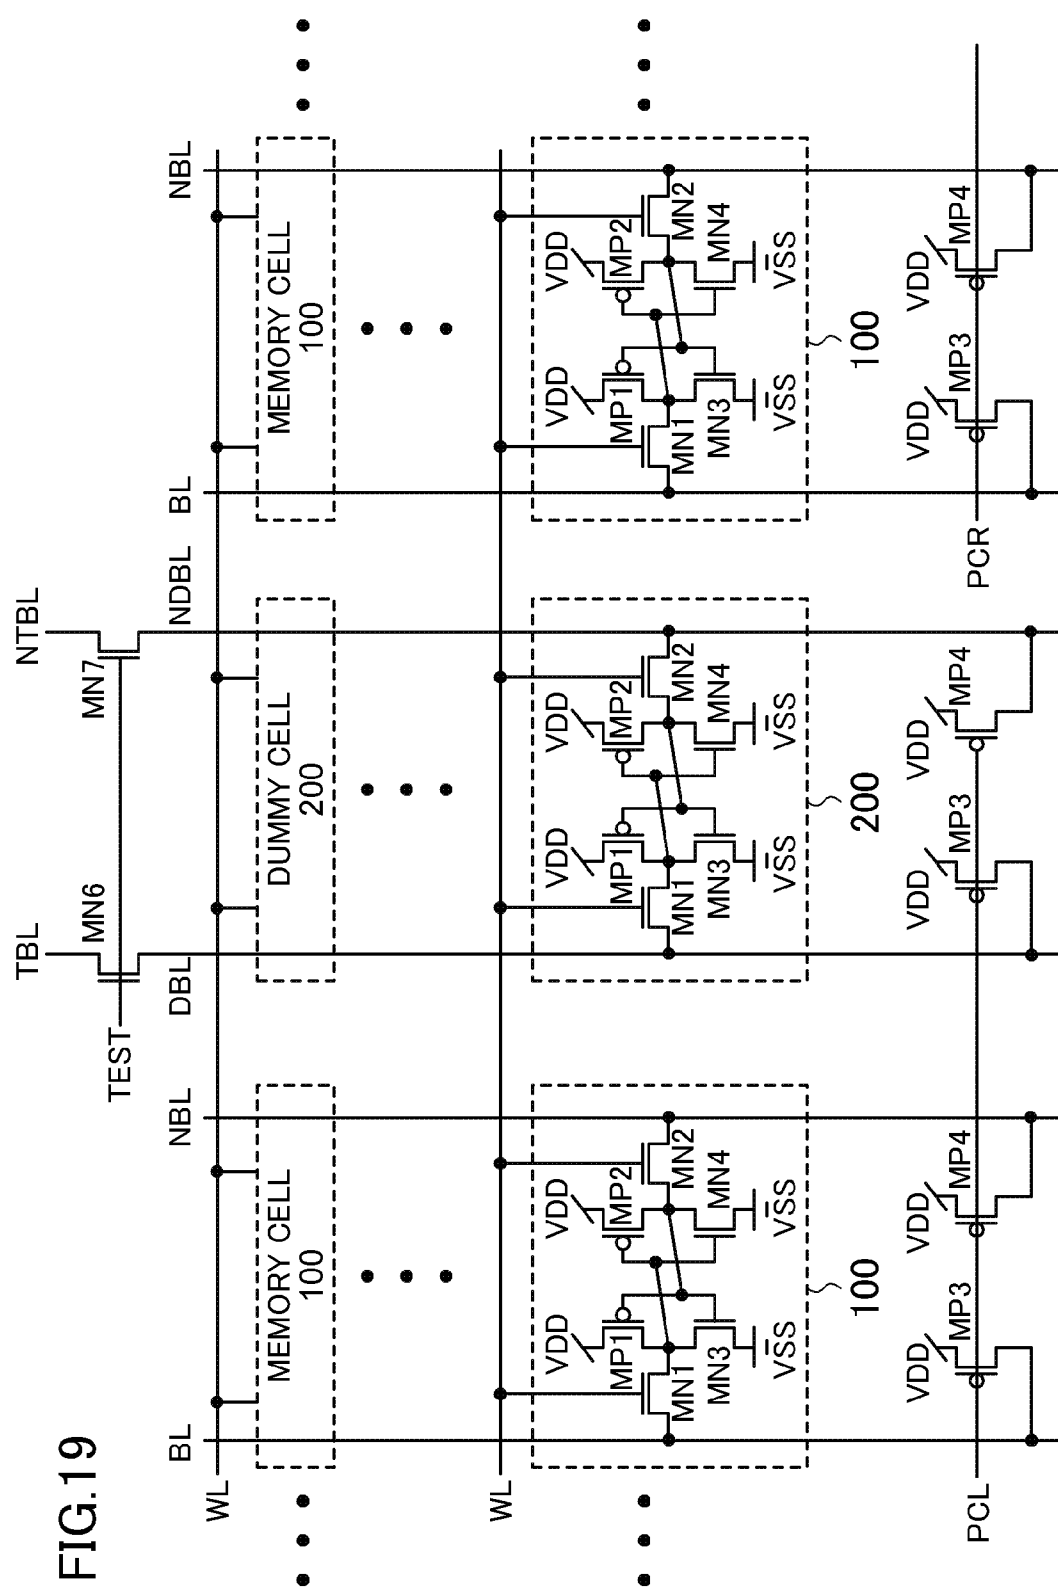 FIG.19
TBL
NTBL
MN6
MN7
TEST
BL
NBL
DBL
NDBL
BL
NBL
WL
MEMORY CELL
100
DUMMY CELL
200
MEMORY CELL
100
WL
VDD
VDD
VDD
VDD
VDD
VDD
MP1
MP2
MP1
MP2
MP1
MP2
MN1
MN2
MN1
MN2
MN1
MN2
MN3
MN4
MN3
MN4
MN3
MN4
VSS
VSS
VSS
VSS
VSS
VSS
100
200
100
VDD
VDD
VDD
VDD
VDD
VDD
MP3
MP4
MP3
MP4
MP3
MP4
PCL
PCR